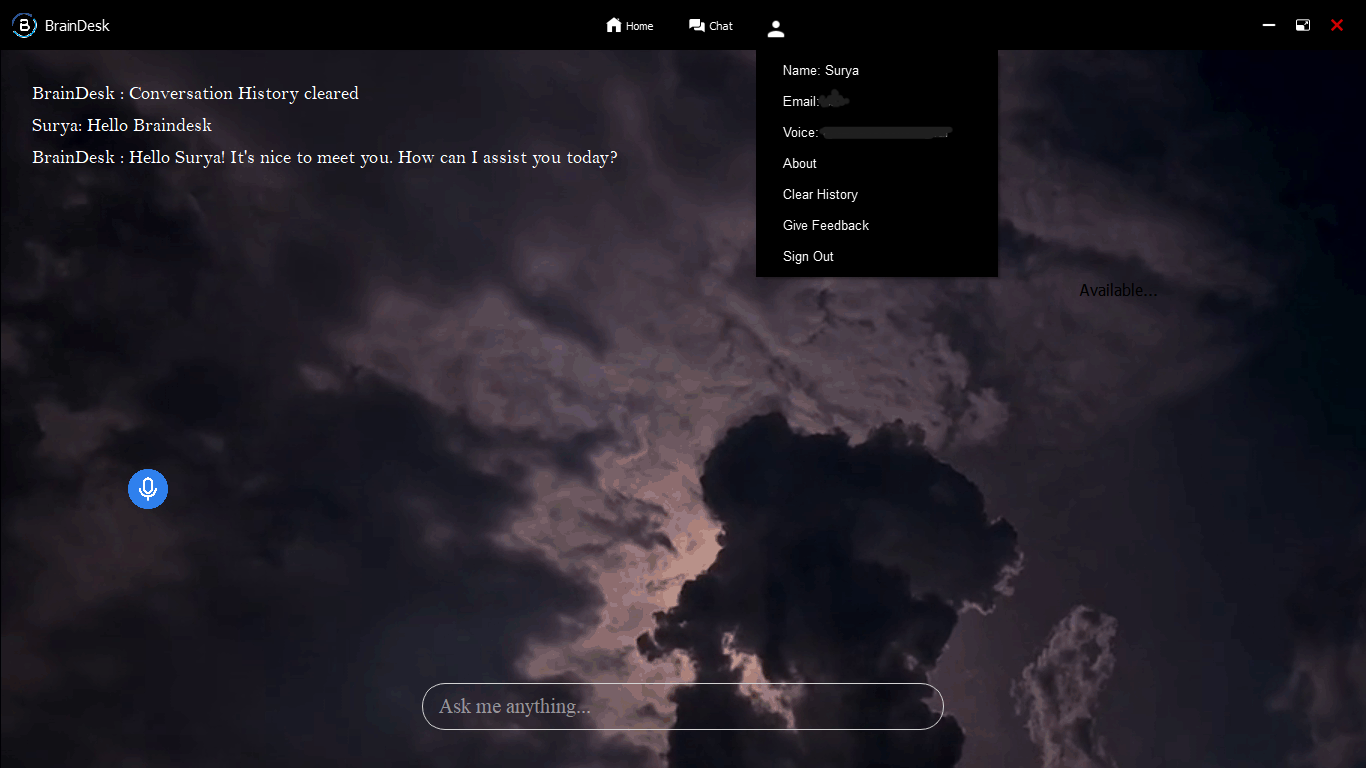 BrainDesk
Home
Chat
BrainDesk : Conversation History cleared
Surya: Hello Braindesk
BrainDesk : Hello Surya! It's nice to meet you. How can I assist you today?
Name: Surya
Email:
Voice:
About
Clear History
Give Feedback
Sign Out
Available...
Ask me anything...